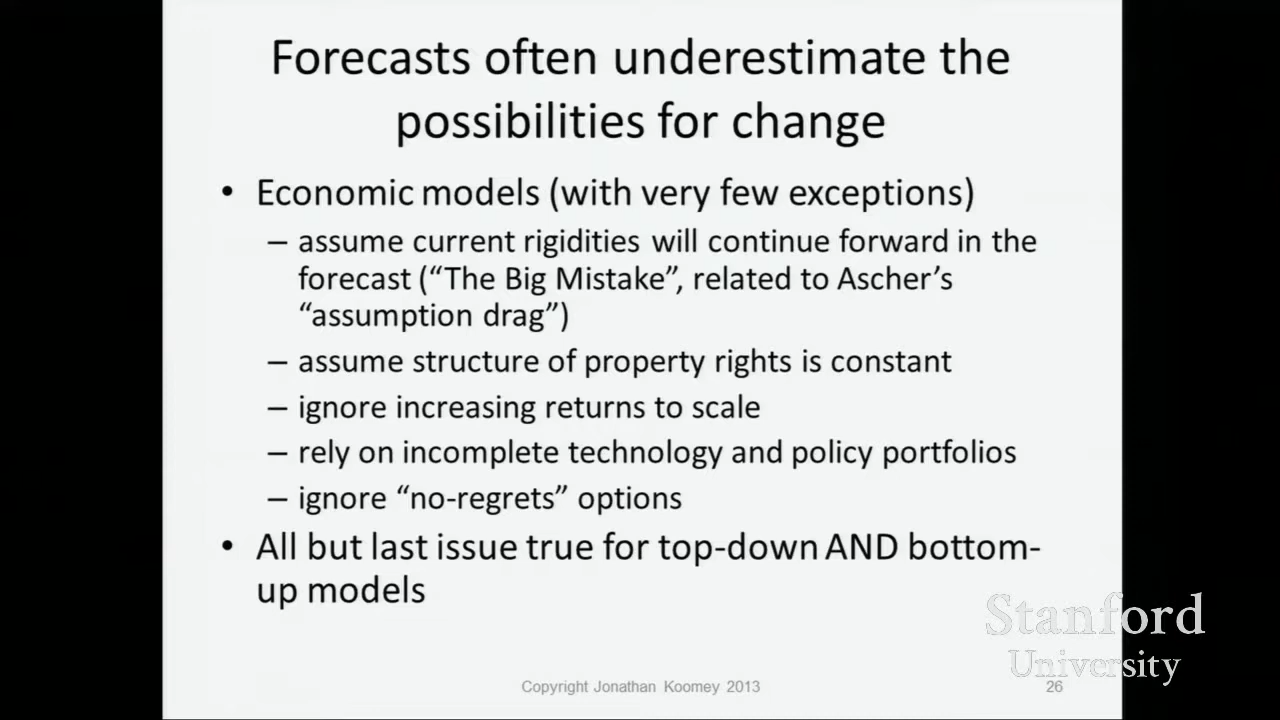 Forecasts often underestimate the
possibilities for change
• Economic models (with very few exceptions)
– assume current rigidities will continue forward in the
forecast (“The Big Mistake”, related to Ascher’s
“assumption drag”)
– assume structure of property rights is constant
– ignore increasing returns to scale
– rely on incomplete technology and policy portfolios
– ignore “no-regrets” options
• All but last issue true for top-down AND bottom-
up models
Stanford
University
Copyright Jonathan Koomey 2013
26